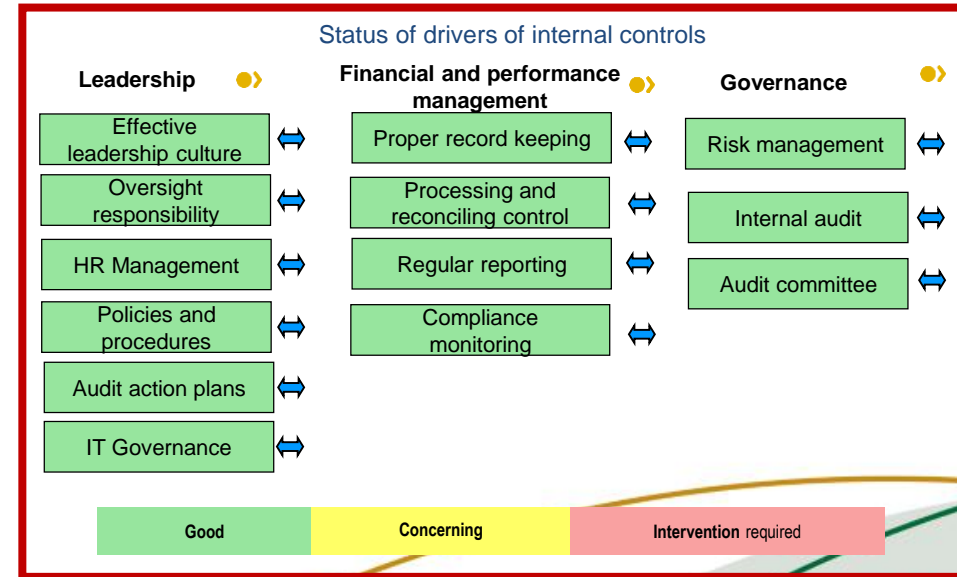 Status of drivers of internal controls
Leadership
Effective
leadership culture
Oversight
responsibility
HR Management
Policies and
procedures
Audit action plans
IT Governance
Financial and performance
management
Proper record keeping
Processing and
reconciling control
Regular reporting
Compliance
monitoring
Governance
Risk management
Internal audit
Audit committee
Good
Concerning
Intervention required